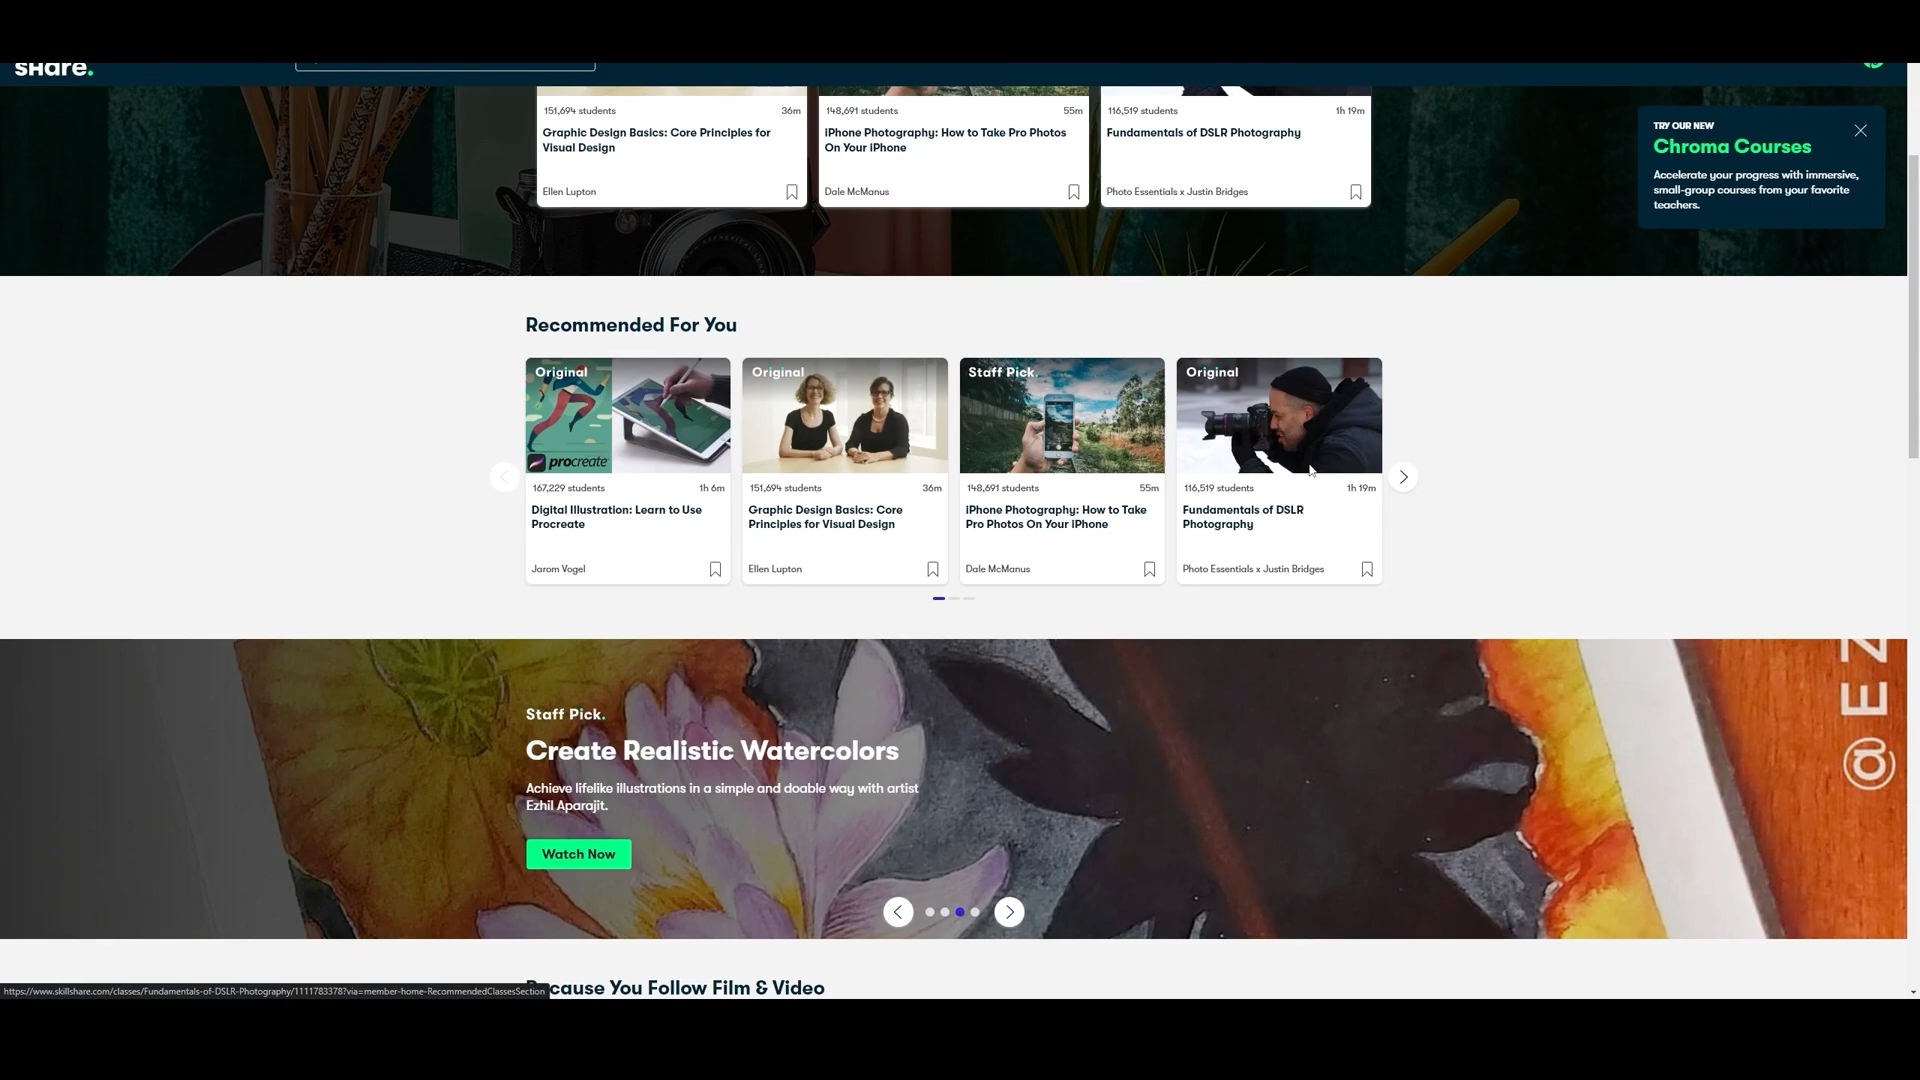 sHare.
151,694 students 36m
Graphic Design Basics: Core Principles for
Visual Design
Ellen Lupton
148,691 students 55m
iPhone Photography: How to Take Pro Photos
On Your iPhone
Dale McManus
116,519 students 1h 19m
Fundamentals of DSLR Photography
Photo Essentials x Justin Bridges
TRY OUR NEW
Chroma Courses
Accelerate your progress with immersive,
small-group courses from your favorite
teachers.
Recommended For You
Original
procreate
167,229 students 1h 6m
Digital Illustration: Learn to Use
Procreate
Jarom Vogel
Original
151,694 students 36m
Graphic Design Basics: Core
Principles for Visual Design
Ellen Lupton
Staff Pick.
148,691 students 55m
iPhone Photography: How to Take
Pro Photos On Your iPhone
Dale McManus
Original
116,519 students 1h 19m
Fundamentals of DSLR
Photography
Photo Essentials x Justin Bridges
Staff Pick.
Create Realistic Watercolors
Achieve lifelike illustrations in a simple and doable way with artist
Ezhil Aparajit.
Watch Now
@EZ
Because You Follow Film & Video
https://www.skillshare.com/classes/Fundamentals-of-DSLR-Photography/1111783378?via=member-home-RecommendedClassesSection